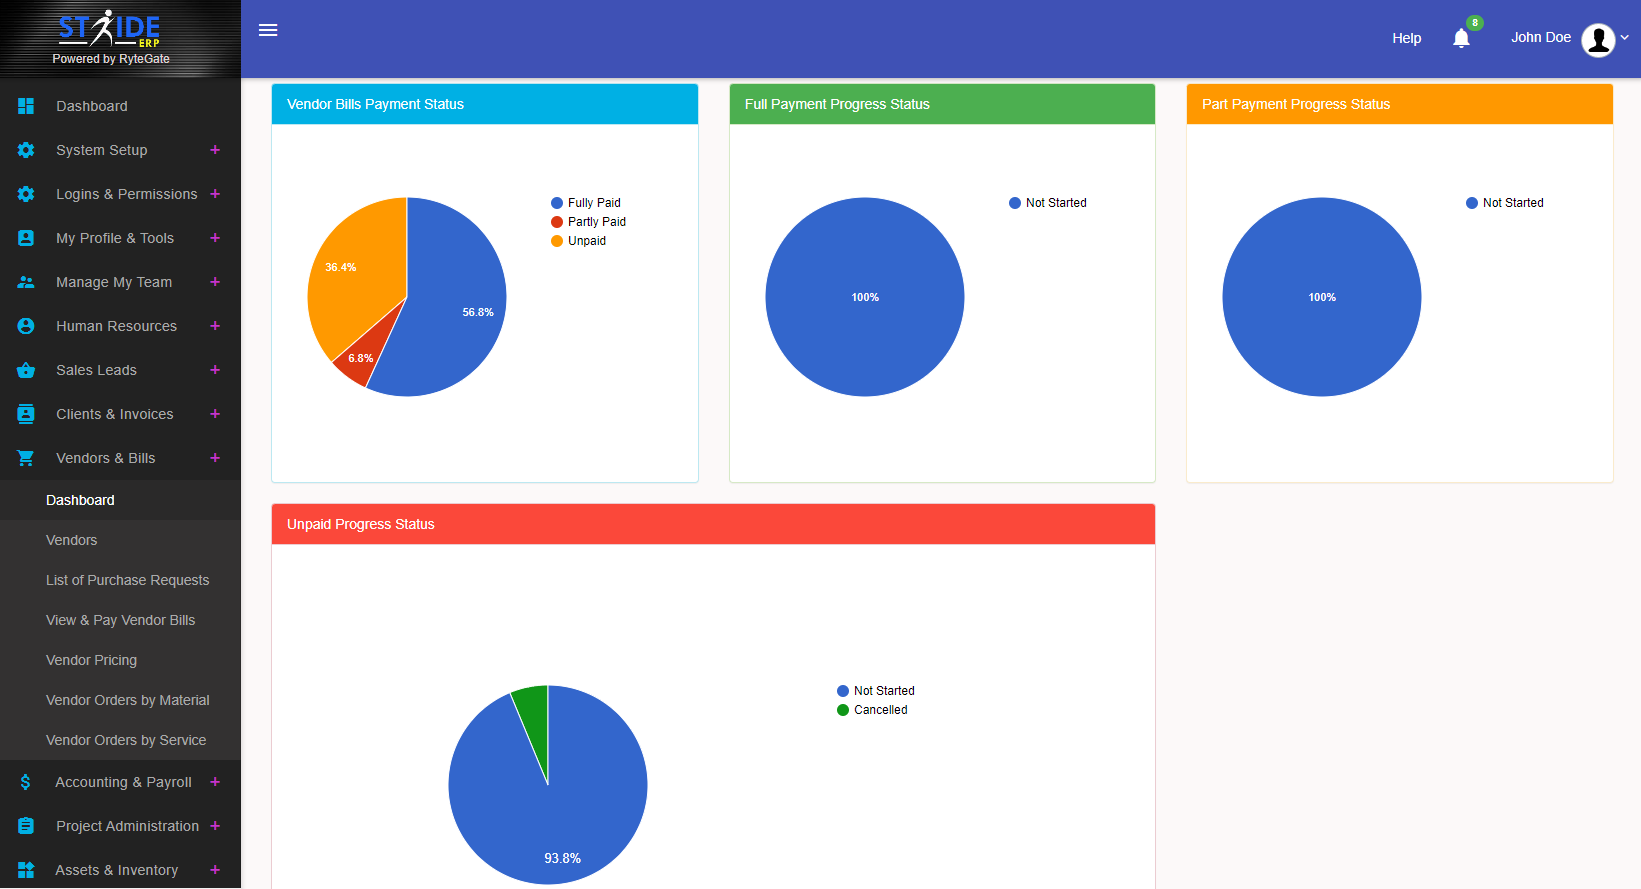 STRIDE
ERP
Powered by RyteGate
Help
8
John Doe
Dashboard
System Setup +
Logins & Permissions +
My Profile & Tools +
Manage My Team +
Human Resources +
Sales Leads +
Clients & Invoices +
Vendors & Bills +
Dashboard
Vendors
List of Purchase Requests
View & Pay Vendor Bills
Vendor Pricing
Vendor Orders by Material
Vendor Orders by Service
Accounting & Payroll +
Project Administration +
Assets & Inventory +
Vendor Bills Payment Status
Fully Paid
Partly Paid
Unpaid
36.4%
56.8%
6.8%
Full Payment Progress Status
Not Started
100%
Part Payment Progress Status
Not Started
100%
Unpaid Progress Status
Not Started
Cancelled
93.8%